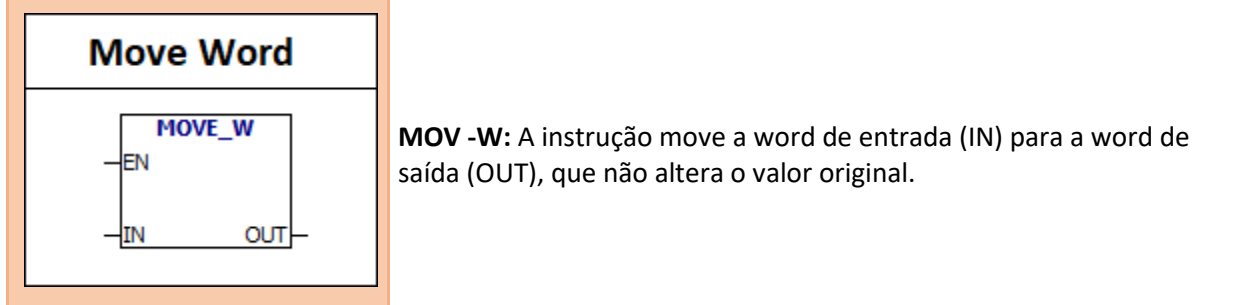 Move Word
MOVE_W
EN
IN OUT
MOV -W: A instrução move a word de entrada (IN) para a word de
saída (OUT), que não altera o valor original.